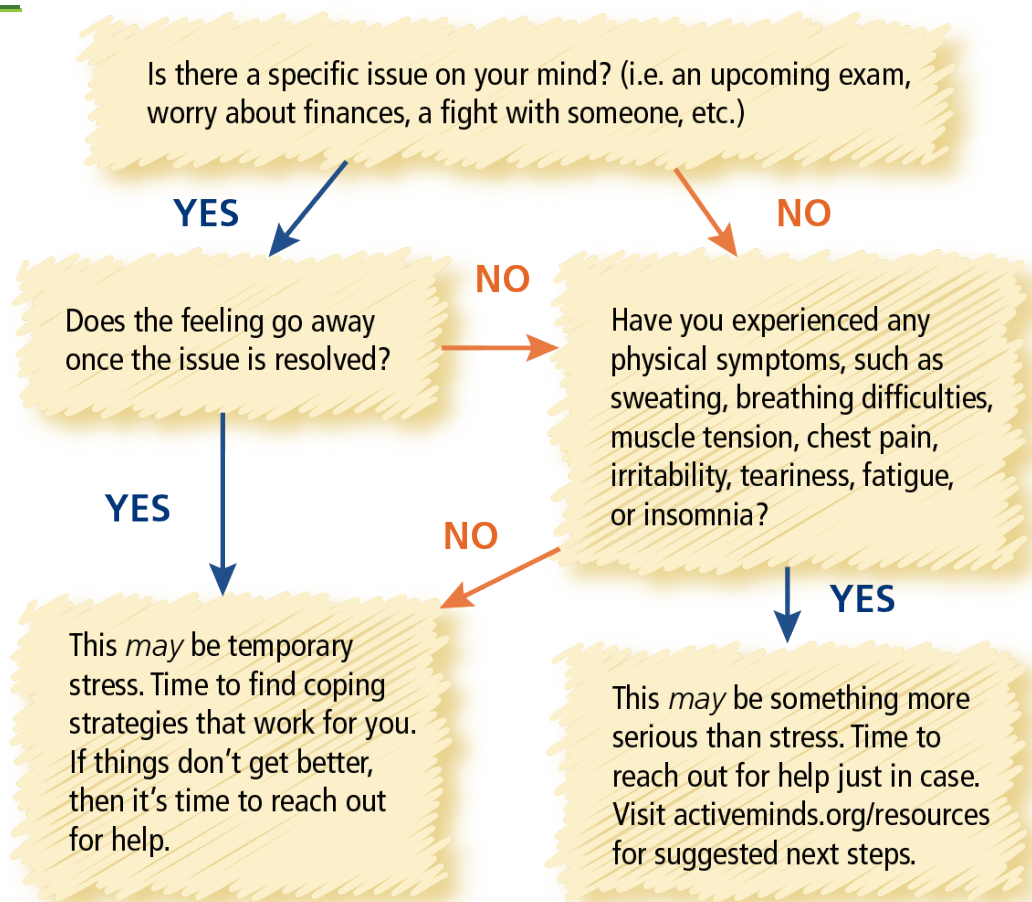 Is there a specific issue on your mind? (i.e. an upcoming exam,
worry about finances, a fight with someone, etc.)
YES
NO
NO
Does the feeling go away
once the issue is resolved?
Have you experienced any
physical symptoms, such as
sweating, breathing difficulties,
muscle tension, chest pain,
irritability, teariness, fatigue,
or insomnia?
YES
NO
YES
This may be temporary
stress. Time to find coping
strategies that work for you.
If things don’t get better,
then it’s time to reach out
for help.
This may be something more
serious than stress. Time to
reach out for help just in case.
Visit activeminds.org/resources
for suggested next steps.